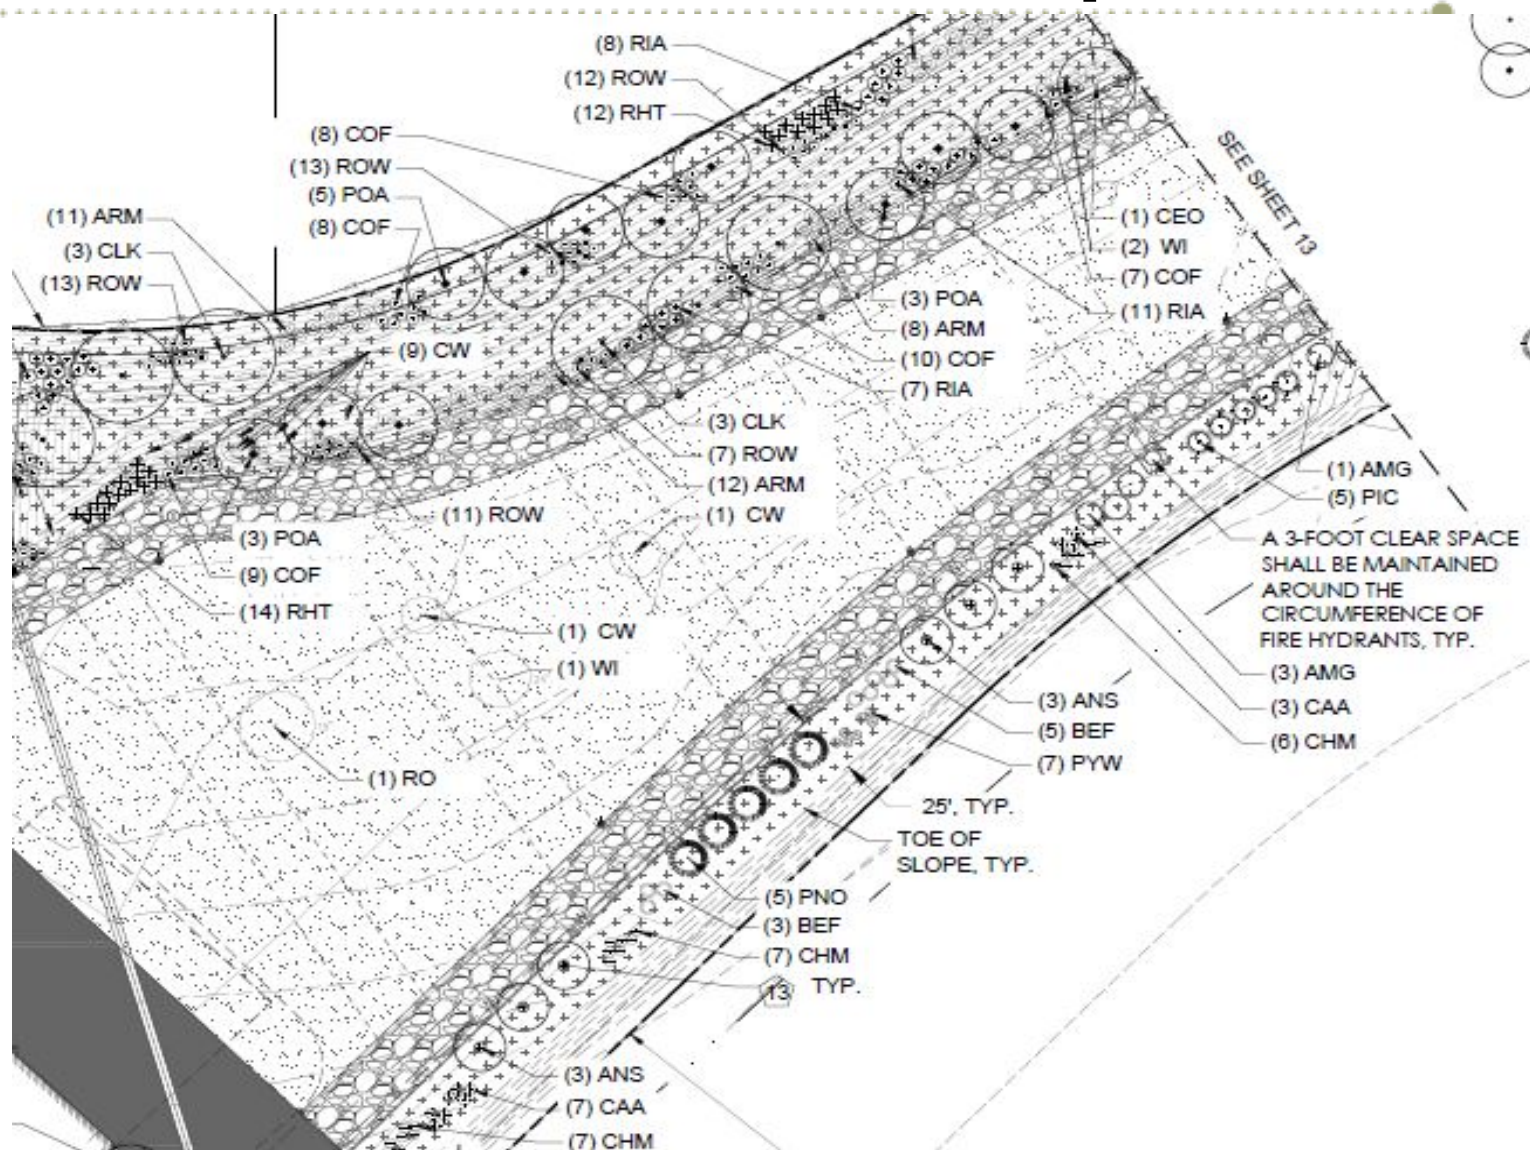 (8) RIA
(12) ROW
(12) RHT
(8) COF
(13) ROW
(5) POA
(8) COF
(11) ARM
(3) CLK
(13) ROW
(9) CW
SEE SHEET 13
(1) CEO
(2) WI
(7) COF
(11) RIA
(3) POA
(8) ARM
(10) COF
(7) RIA
(3) CLK
(7) ROW
(12) ARM
(1) CW
(11) ROW
(3) POA
(9) COF
(14) RHT
(1) CW
(1) WI
(1) RO
(1) AMG
(5) PIC
A 3-FOOT CLEAR SPACE
SHALL BE MAINTAINED
AROUND THE
CIRCUMFERENCE OF
FIRE HYDRANTS, TYP.
(3) AMG
(3) CAA
(6) CHM
(3) ANS
(5) BEF
(7) PYW
25', TYP.
TOE OF
SLOPE, TYP.
(5) PNO
(3) BEF
(7) CHM
13 TYP.
(3) ANS
(7) CAA
(7) CHM